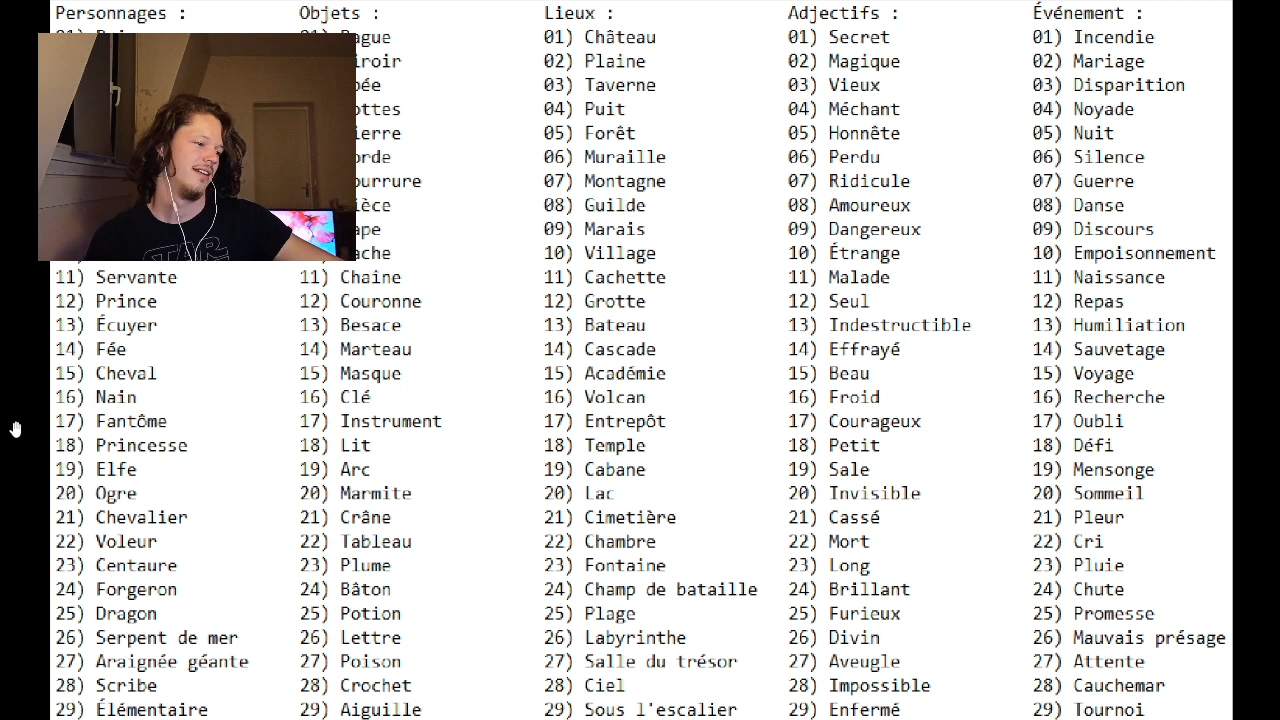 Personnages : Objets : Lieux : Adjectifs : Événement :
01) Château 01) Secret 01) Incendie
02) Plaine 02) Magique 02) Mariage
03) Taverne 03) Vieux 03) Disparition
04) Puit 04) Méchant 04) Noyade
05) Forêt 05) Honnête 05) Nuit
06) Muraille 06) Perdu 06) Silence
07) Montagne 07) Ridicule 07) Guerre
08) Guilde 08) Amoureux 08) Danse
09) Marais 09) Dangereux 09) Discours
10) Village 10) Étrange 10) Empoisonnement
11) Servante 11) Chaine 11) Cachette 11) Malade 11) Naissance
12) Prince 12) Couronne 12) Grotte 12) Seul 12) Repas
13) Écuyer 13) Besace 13) Bateau 13) Indestructible 13) Humiliation
14) Fée 14) Marteau 14) Cascade 14) Effrayé 14) Sauvetage
15) Cheval 15) Masque 15) Académie 15) Beau 15) Voyage
16) Nain 16) Clé 16) Volcan 16) Froid 16) Recherche
17) Fantôme 17) Instrument 17) Entrepôt 17) Courageux 17) Oubli
18) Princesse 18) Lit 18) Temple 18) Petit 18) Défi
19) Elfe 19) Arc 19) Cabane 19) Sale 19) Mensonge
20) Ogre 20) Marmite 20) Lac 20) Invisible 20) Sommeil
21) Chevalier 21) Crâne 21) Cimetière 21) Cassé 21) Pleur
22) Voleur 22) Tableau 22) Chambre 22) Mort 22) Cri
23) Centaure 23) Plume 23) Fontaine 23) Long 23) Pluie
24) Forgeron 24) Bâton 24) Champ de bataille 24) Brillant 24) Chute
25) Dragon 25) Potion 25) Plage 25) Furieux 25) Promesse
26) Serpent de mer 26) Lettre 26) Labyrinthe 26) Divin 26) Mauvais présage
27) Araignée géante 27) Poison 27) Salle du trésor 27) Aveugle 27) Attente
28) Scribe 28) Crochet 28) Ciel 28) Impossible 28) Cauchemar
29) Élémentaire 29) Aiguille 29) Sous l'escalier 29) Enfermé 29) Tournoi